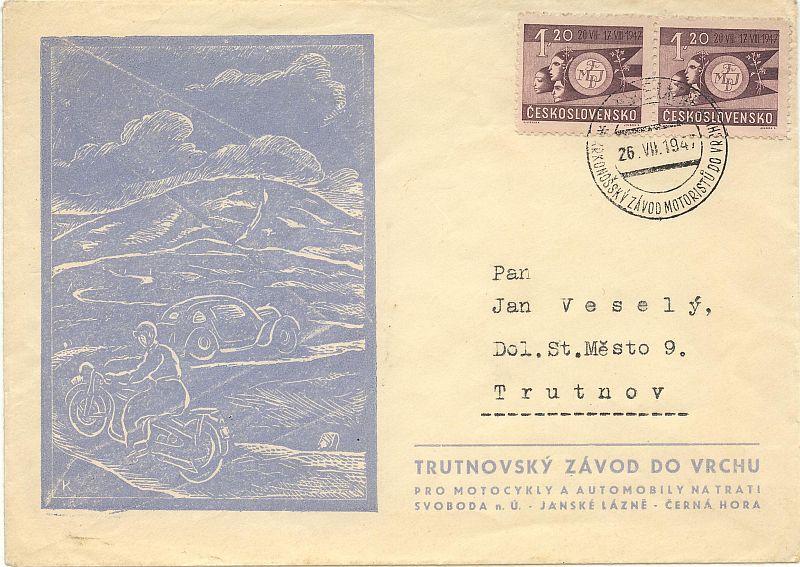 1.20 20·VII-17·VIII·1947
ČESKOSLOVENSKO
1.20 20·VII-17·VIII·1947
ČESKOSLOVENSKO
26.VII.1947
KRKONOŠSKÝ ZÁVOD MOTORISTŮ DO VRCHU
Pan
Jan Veselý,
Dol.St.Město 9.
Trutnov
TRUTNOVSKÝ ZÁVOD DO VRCHU
PRO MOTOCYKLY A AUTOMOBILY NA TRATI
SVOBODA n. Ú. - JANSKÉ LÁZNĚ - ČERNÁ HORA